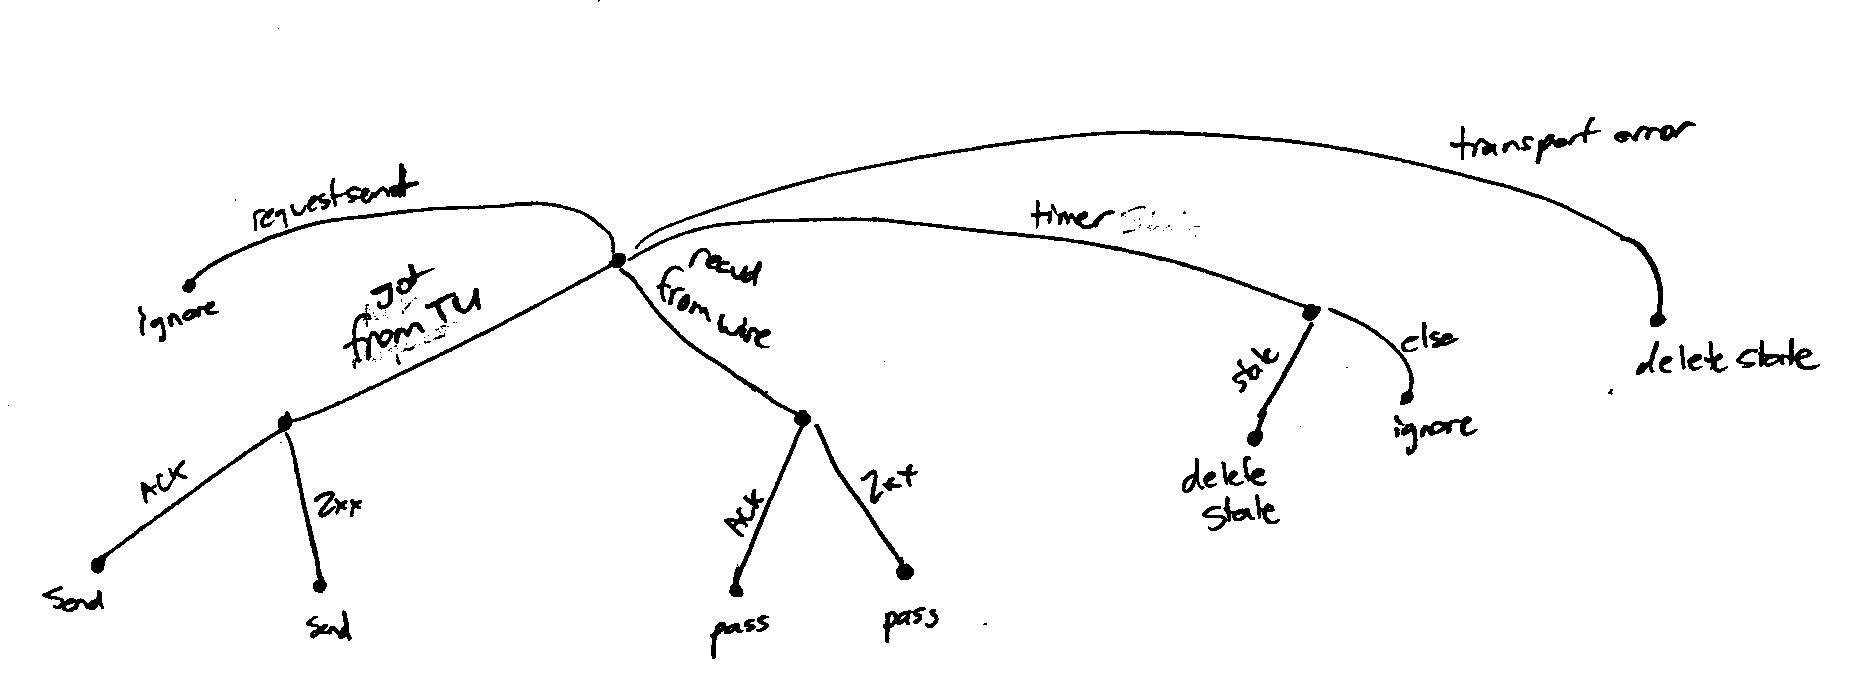 transport error
requestsent
timer
ignore
got
from TU
recvd
from wire
else
stale
delete state
ignore
ACK
2xx
ACK
2xx
delete
state
send
send
pass
pass